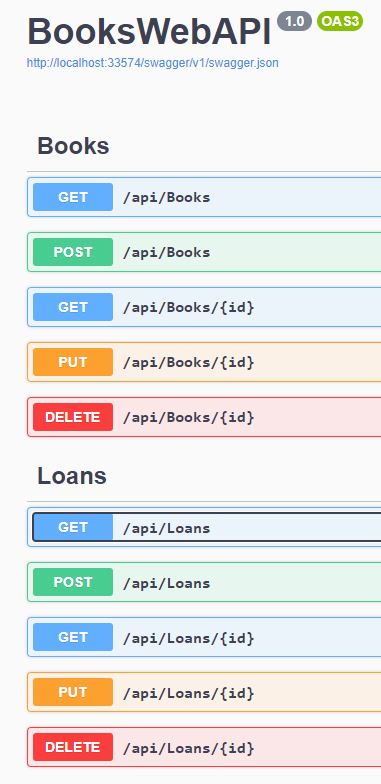 BooksWebAPI 1.0 OAS3
http://localhost:33574/swagger/v1/swagger.json
Books
GET /api/Books
POST /api/Books
GET /api/Books/{id}
PUT /api/Books/{id}
DELETE /api/Books/{id}
Loans
GET /api/Loans
POST /api/Loans
GET /api/Loans/{id}
PUT /api/Loans/{id}
DELETE /api/Loans/{id}